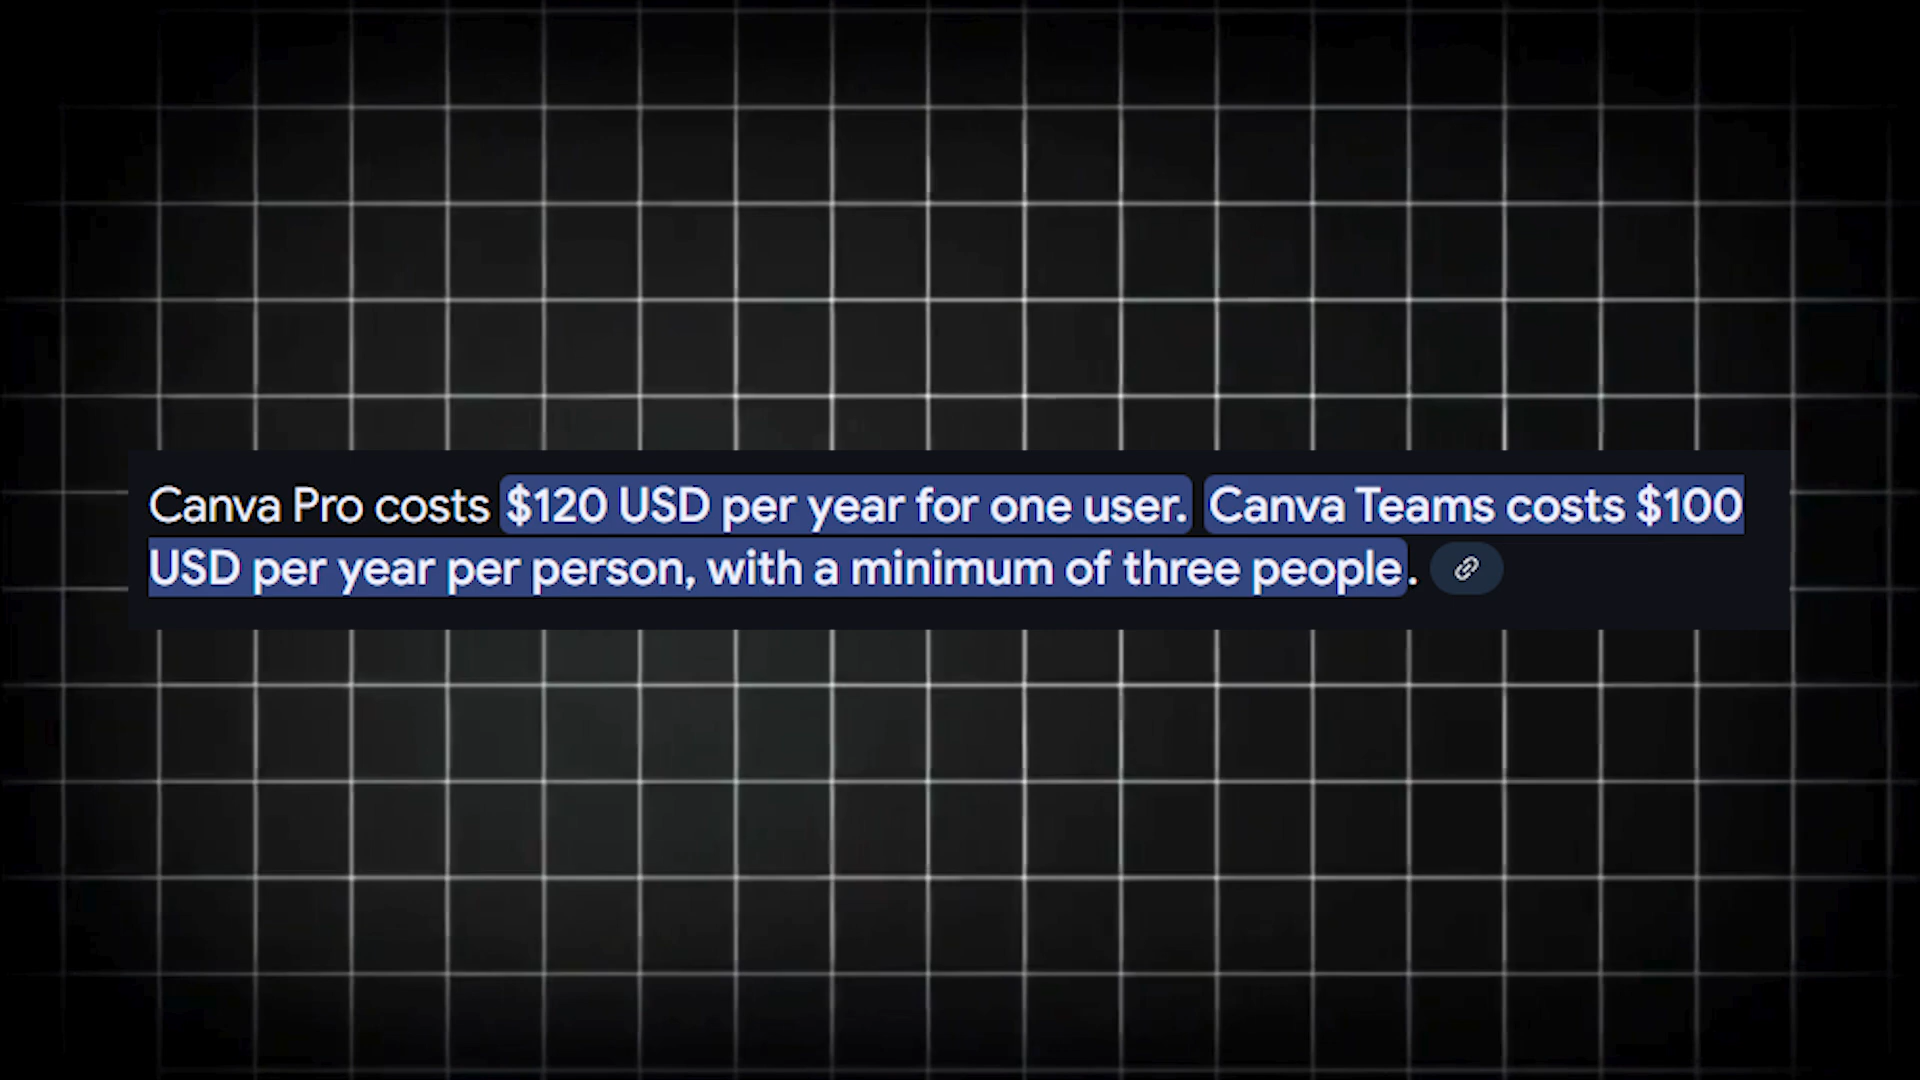 Canva Pro costs $120 USD per year for one user. Canva Teams costs $100
USD per year per person, with a minimum of three people.